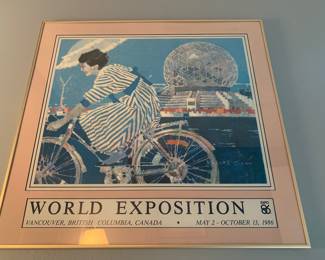 WORLD EXPOSITION
VANCOUVER, BRITISH COLUMBIA, CANADA • MAY 2 - OCTOBER 13, 1986